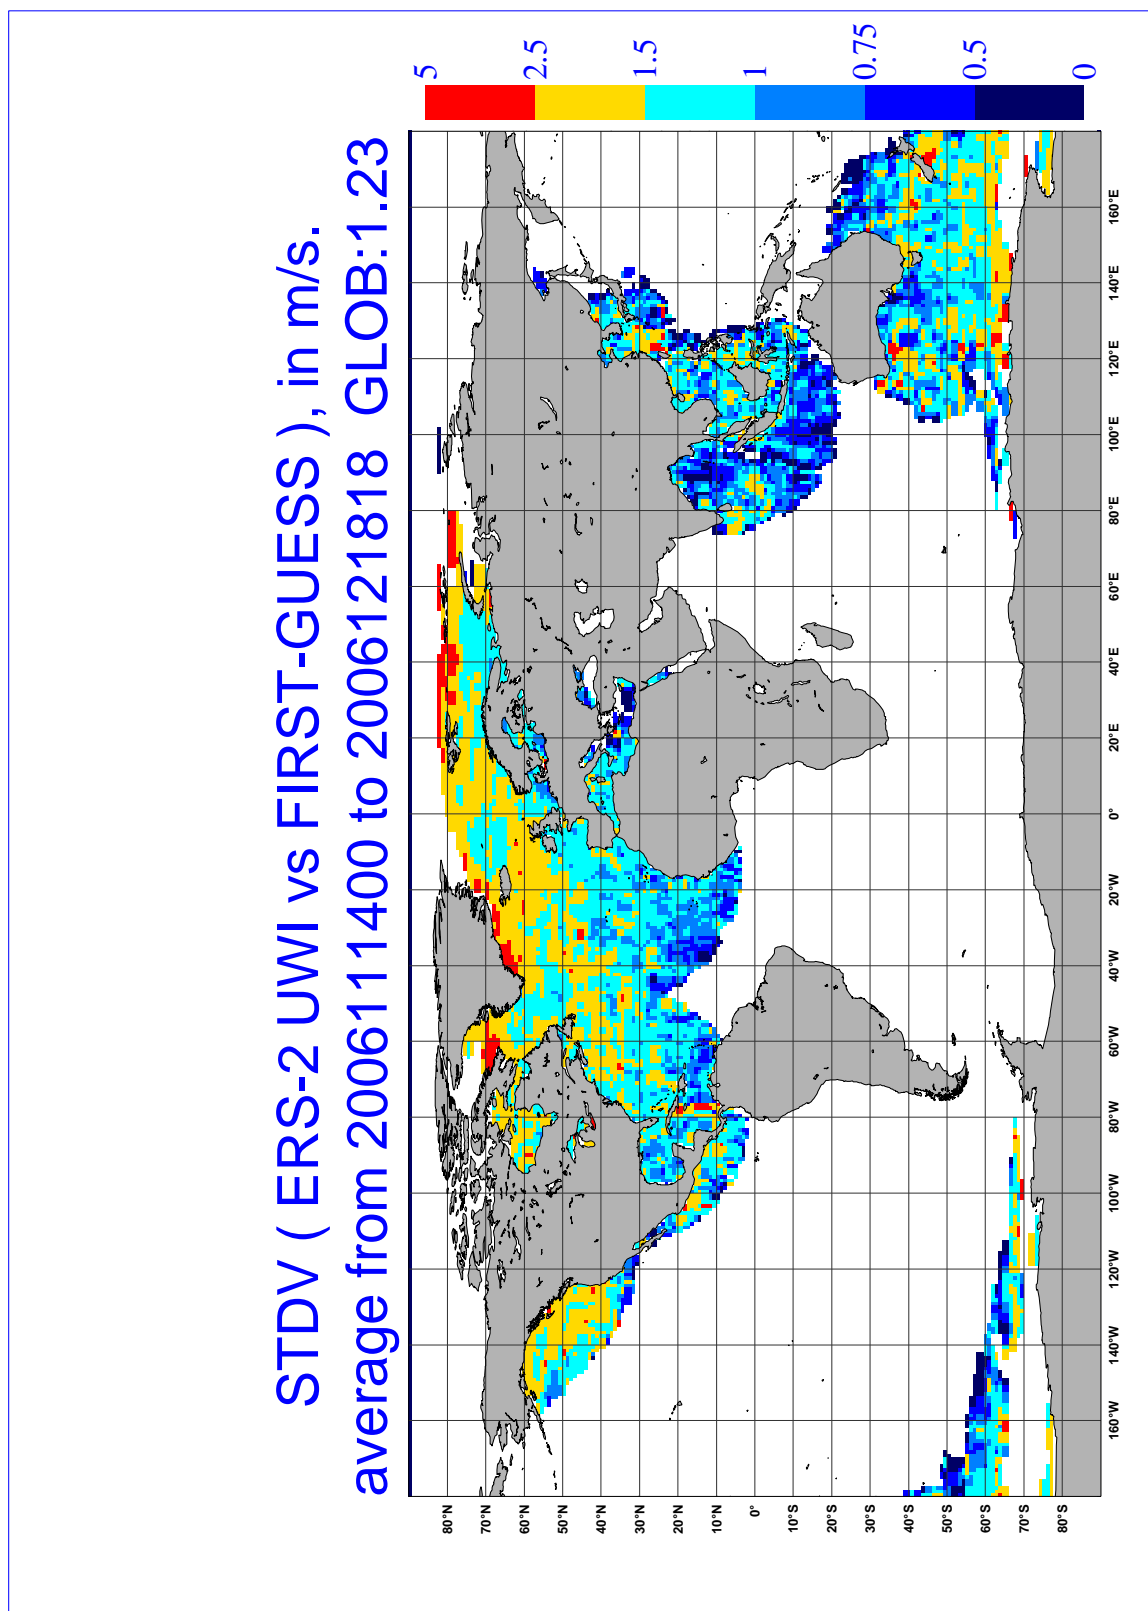 STDV ( ERS-2 UWI vs FIRST-GUESS ), in m/s.
average from 2006111400 to 2006121818 GLOB:1.23
0 0.5 0.75 1 1.5 2.5 5
80°N
70°N
60°N
50°N
40°N
30°N
20°N
10°N
0°
10°S
20°S
30°S
40°S
50°S
60°S
70°S
80°S
160°W 140°W 120°W 100°W 80°W 60°W 40°W 20°W 0° 20°E 40°E 60°E 80°E 100°E 120°E 140°E 160°E